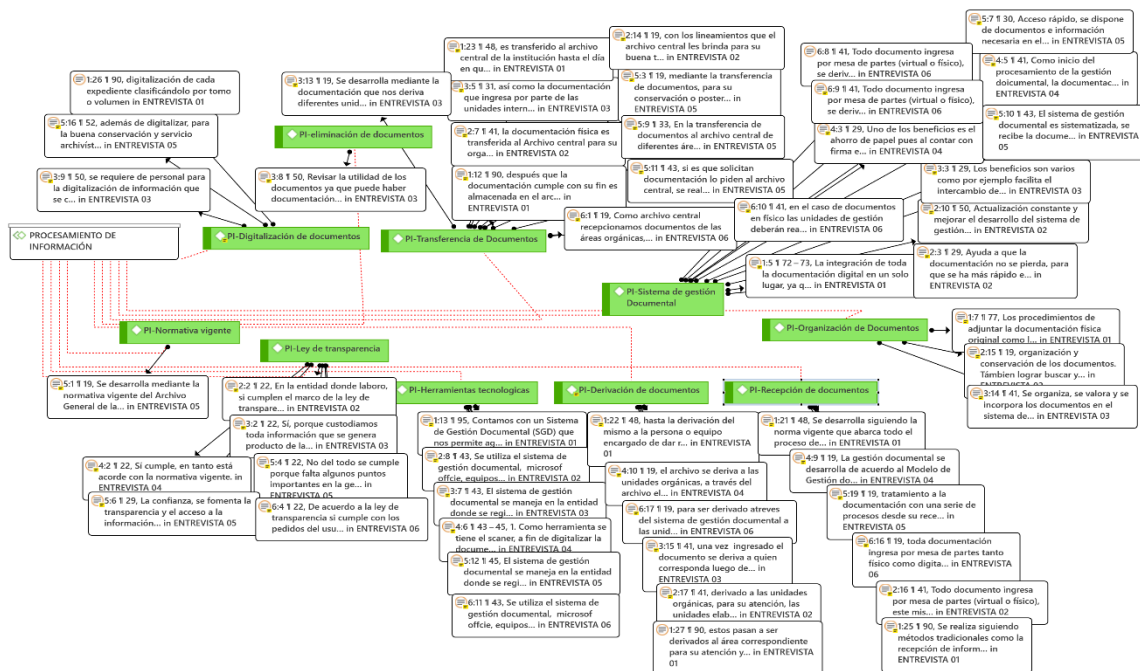 1:26 ¶ 90, digitalización de cada
expediente clasificándolo por tomo
o volumen in ENTREVISTA 01
5:16 ¶ 52, además de digitalizar, para
la buena conservación y servicio
archivíst... in ENTREVISTA 05
3:9 ¶ 50, se requiere de personal para
la digitalización de información que
se c... in ENTREVISTA 03
3:13 ¶ 19, Se desarrolla mediante la
documentación que nos deriva
diferentes unid... in ENTREVISTA 03
PI-eliminación de documentos
3:8 ¶ 50, Revisar la utilidad de los
documentos ya que puede haber
documentación... in ENTREVISTA 03
1:23 ¶ 48, es transferido al archivo
central de la institución hasta el día
en qu... in ENTREVISTA 01
3:5 ¶ 31, así como la documentación
que ingresa por parte de las
unidades intern... in ENTREVISTA 03
2:7 ¶ 41, la documentación física es
transferida al Archivo central para su
orga... in ENTREVISTA 02
1:12 ¶ 90, después que la
documentación cumple con su fin es
almacenada en el arc... in
ENTREVISTA 01
2:14 ¶ 19, con los lineamientos que el
archivo central les brinda para su
buena t... in ENTREVISTA 02
5:3 ¶ 19, mediante la transferencia
de documentos, para su
conservación o poster...
in ENTREVISTA 05
5:9 ¶ 33, En la transferencia de
documentos al archivo central de
diferentes áre... in ENTREVISTA 05
5:11 ¶ 43, si es que solicitan
documentación lo piden al archivo
central, se real... in ENTREVISTA 05
6:1 ¶ 19, Como archivo central
recepcionamos documentos de las
áreas orgánicas,... in ENTREVISTA 06
6:8 ¶ 41, Todo documento ingresa
por mesa de partes (virtual o físico),
se deriv... in ENTREVISTA 06
6:9 ¶ 41, Todo documento ingresa
por mesa de partes (virtual o físico),
se deriv... in ENTREVISTA 06
4:3 ¶ 29, Uno de los beneficios es el
ahorro de papel pues al contar con
firma e... in ENTREVISTA 04
6:10 ¶ 41, en el caso de documentos
en físico las unidades de gestión
deberán rea... in ENTREVISTA 06
1:5 ¶ 72 – 73, La integración de toda
la documentación digital en un solo
lugar, ya q... in ENTREVISTA 01
5:7 ¶ 30, Acceso rápido, se dispone
de documentos e información
necesaria en el... in ENTREVISTA 05
4:5 ¶ 41, Como inicio del
procesamiento de la gestión
doicumental, la documentac... in
ENTREVISTA 04
5:10 ¶ 43, El sistema de gestión
documental es sistematizada, se
recibe la docume... in ENTREVISTA
05
3:3 ¶ 29, Los beneficios son varios
como por ejemplo facilita el
intercambio de... in ENTREVISTA 03
2:10 ¶ 50, Actualización constante y
mejorar el desarrollo del sistema de
gestión... in ENTREVISTA 02
2:3 ¶ 29, Ayuda a que la
documentación no se pierda, para
que se ha más rápido e... in
ENTREVISTA 02
PROCESAMIENTO DE
INFORMACIÓN
PI-Digitalización de documentos
PI-Transferencia de Documentos
PI-Sistema de gestión
Documental
PI-Normativa vigente
PI-Ley de transparencia
PI-Organización de Documentos
1:7 ¶ 77, Los procedimientos de
adjuntar la documentación física
original como l... in ENTREVISTA 01
2:15 ¶ 19, organización y
conservación de los documentos.
Támbien lograr buscar y... in
3:14 ¶ 41, Se organiza, se valora y se
incorpora los documentos en el
sistema de... in ENTREVISTA 03
PI-Herramientas tecnologicas
PI-Derivación de documentos
PI-Recepción de documentos
5:1 ¶ 19, Se desarrolla mediante la
normativa vigente del Archivo
General de la... in ENTREVISTA 05
2:2 ¶ 22, En la entidad donde laboro,
si cumplen el marco de la ley de
transpare... in ENTREVISTA 02
3:2 ¶ 22, Sí, porque custodiamos
toda información que se genera
producto de la... in ENTREVISTA 03
4:2 ¶ 22, Sí cumple, en tanto está
acorde con la normativa vigente. in
ENTREVISTA 04
5:4 ¶ 22, No del todo se cumple
porque falta algunos puntos
importantes en la ge... in
ENTREVISTA 05
5:6 ¶ 29, La confianza, se fomenta la
transparencia y el acceso a la
información... in ENTREVISTA 05
6:4 ¶ 22, De acuerdo a la ley de
transparencia si cumple con los
pedidos del usu... in ENTREVISTA 06
1:13 ¶ 95, Contamos con un Sistema
de Gestión Documental (SGD) que
nos permite ag... in ENTREVISTA 01
2:8 ¶ 43, Se utiliza el sistema de
gestión documental, microsof
offcie, equipos... in ENTREVISTA 02
3:7 ¶ 43, El sistema de gestión
documental se maneja en la entidad
donde se regi... in ENTREVISTA 03
4:6 ¶ 43 – 45, 1. Como herramienta se
tiene el scaner, a fin de digitalizar la
docume... in ENTREVISTA 04
5:12 ¶ 45, El sistema de gestión
documental se maneja en la entidad
donde se regi... in ENTREVISTA 05
6:11 ¶ 43, Se utiliza el sistema de
gestión documental, microsof
offcie, equipos... in ENTREVISTA 06
1:22 ¶ 48, hasta la derivación del
mismo a la persona o equipo
encargado de dar r... in ENTREVISTA
01
4:10 ¶ 19, el archivo se deriva a las
unidades orgánicas, a través del
archivo el... in ENTREVISTA 04
6:17 ¶ 19, para ser derivado atreves
del sistema de gestión documental a
las unid... in ENTREVISTA 06
3:15 ¶ 41, una vez ingresado el
documento se deriva a quien
corresponda luego de... in
ENTREVISTA 03
2:17 ¶ 41, derivado a las unidades
orgánicas, para su atención, las
unidades elab... in ENTREVISTA 02
1:27 ¶ 90, estos pasan a ser
derivados al área correspondiente
para su atención y... in ENTREVISTA
01
1:21 ¶ 48, Se desarrolla siguiendo la
norma vigente que abarca todo el
proceso de... in ENTREVISTA 01
4:9 ¶ 19, La gestión documental se
desarrolla de acuerdo al Modelo de
Gestión do... in ENTREVISTA 04
5:19 ¶ 19, tratamiento a la
documentación con una serie de
procesos desde su rece... in
ENTREVISTA 05
6:16 ¶ 19, toda documentación
ingresa por mesa de partes tanto
físico como digita... in ENTREVISTA
06
2:16 ¶ 41, Todo documento ingresa
por mesa de partes (virtual o físico),
este mis... in ENTREVISTA 02
1:25 ¶ 90, Se realiza siguiendo
métodos tradicionales como la
recepción de inform... in
ENTREVISTA 01